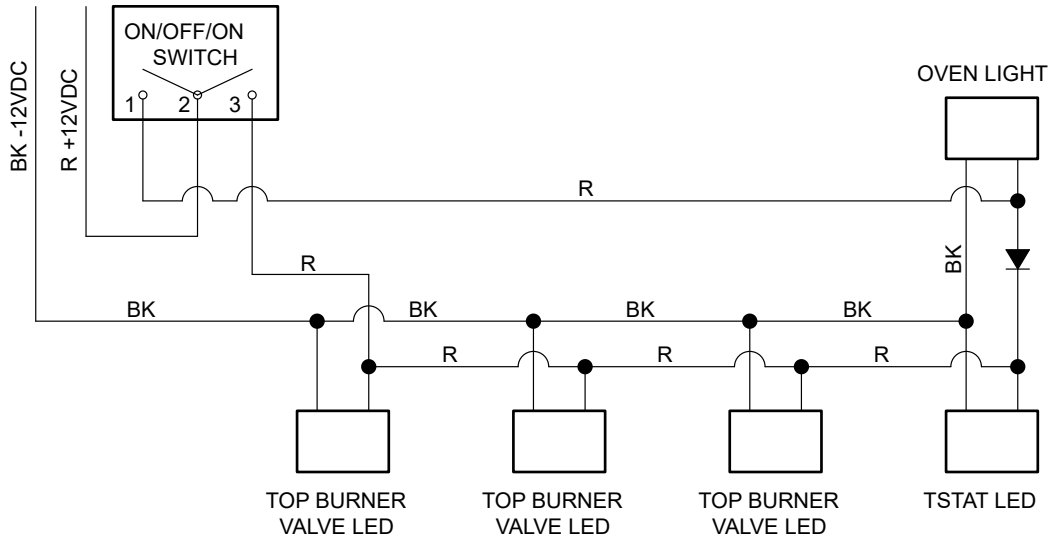 ON/OFF/ON
SWITCH
1 2 3
BK -12VDC
R +12VDC
OVEN LIGHT
R
BK
R
BK BK BK BK
R R R
TOP BURNER
VALVE LED
TOP BURNER
VALVE LED
TOP BURNER
VALVE LED
TSTAT LED